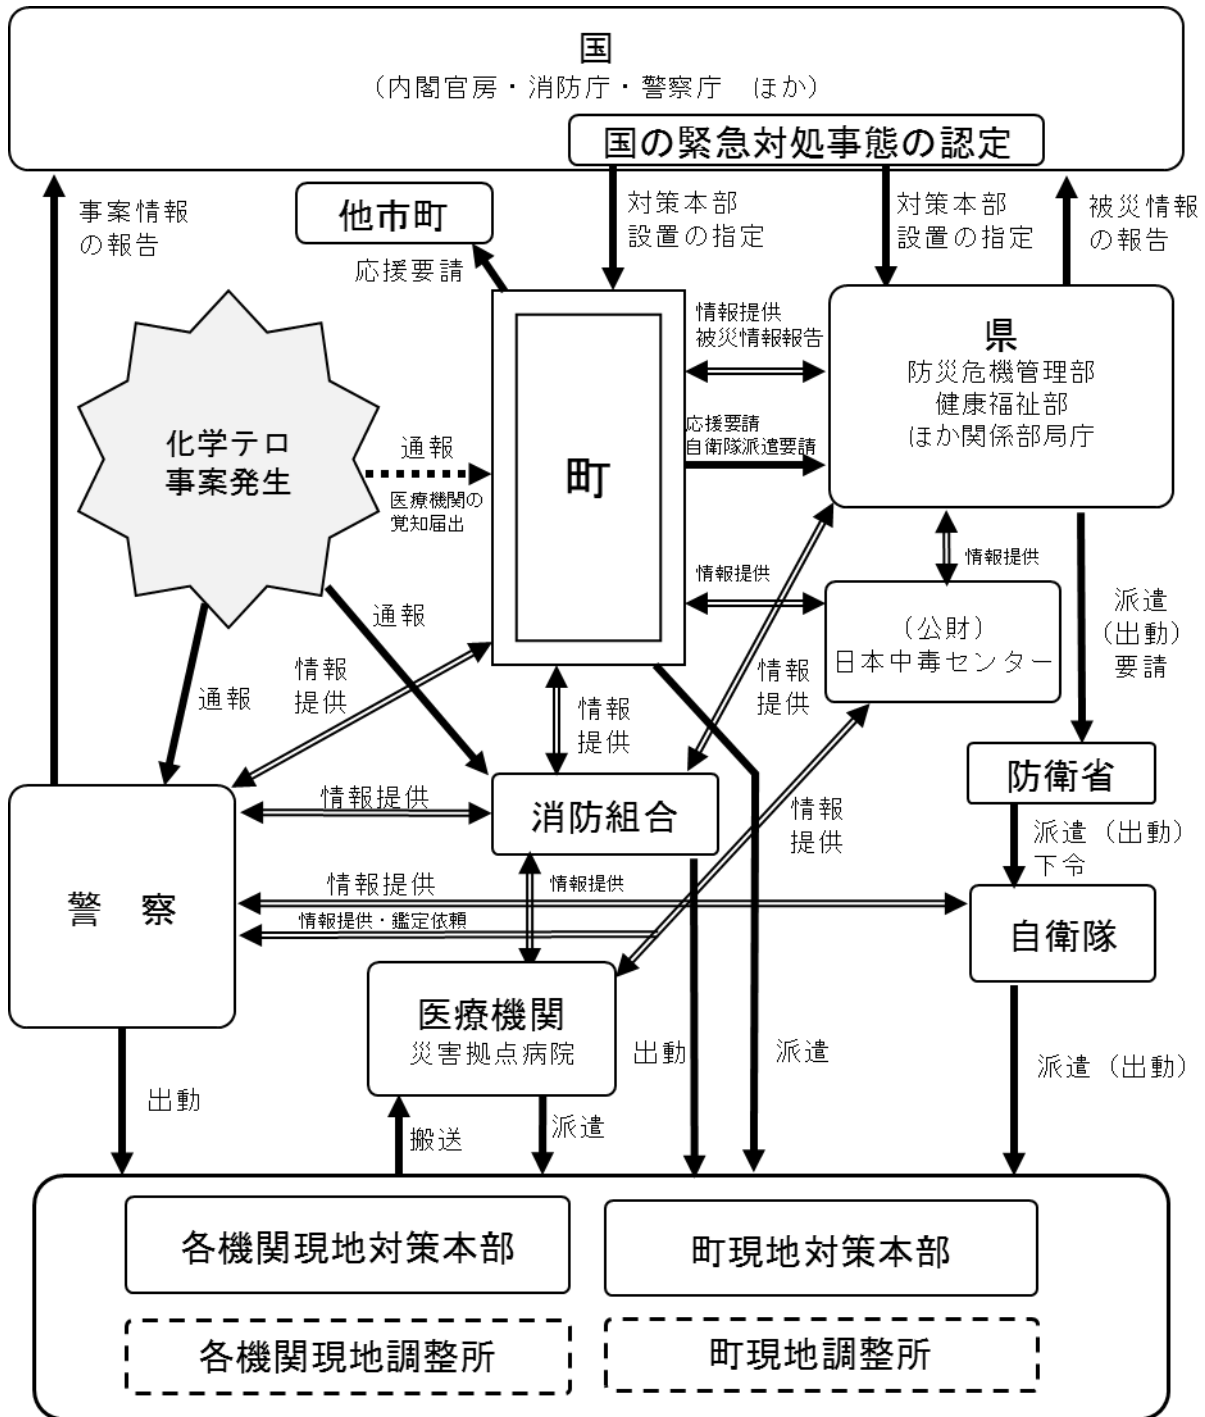 国
（内閣官房・消防庁・警察庁　ほか）
国の緊急対処事態の認定
事案情報
の報告
他市町
応援要請
対策本部
設置の指定
対策本部
設置の指定
被災情報
の報告
情報提供
被災情報報告
県
防災危機管理部
健康福祉部
ほか関係部局庁
化学テロ
事案発生
通報
医療機関の
覚知届出
町
応援要請
自衛隊派遣要請
情報提供
情報提供
（公財）
日本中毒センター
派遣
（出動）
要請
通報
通報
情報
提供
情報
提供
情報
提供
防衛省
情報提供
消防組合
情報
提供
派遣（出動）
下令
警　察
情報提供
情報提供
情報提供・鑑定依頼
自衛隊
医療機関
災害拠点病院
出動
派遣
派遣（出動）
出動
搬送
派遣
各機関現地対策本部
町現地対策本部
各機関現地調整所
町現地調整所